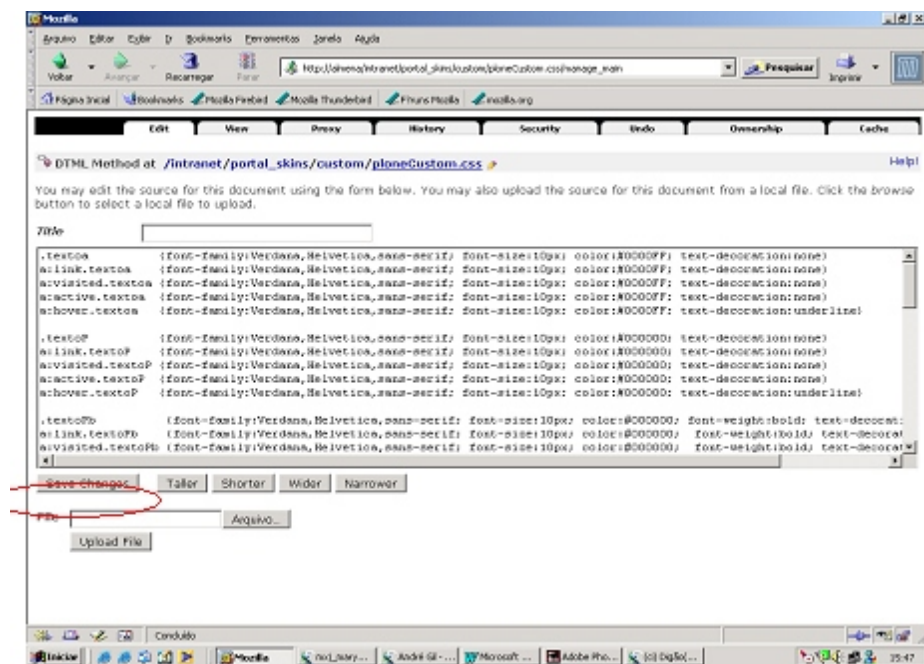 Mozilla
Arquivo Editar Exibir Ir Bookmarks Ferramentas Janela Ajuda
Voltar Avançar Recarregar Parar Pesquisar Imprimir
Página Inicial Bookmarks Mozilla Firebird Mozilla Thunderbird mozilla.org
Edit View Proxy History Security Undo Ownership Cache
DTML Method at /intranet/portal_skins/custom/ploneCustom.css Help!
You may edit the source for this document using the form below. You may also upload the source for this document from a local file. Click the browse
button to select a local file to upload.
Title
.textoa {font-family:Verdana,Helvetica,sans-serif; font-size:10px; color:#0000FF; text-decoration:none}
a:link.textoa {font-family:Verdana,Helvetica,sans-serif; font-size:10px; color:#0000FF; text-decoration:none}
a:visited.textoa {font-family:Verdana,Helvetica,sans-serif; font-size:10px; color:#0000FF; text-decoration:none}
a:active.textoa {font-family:Verdana,Helvetica,sans-serif; font-size:10px; color:#0000FF; text-decoration:none}
a:hover.textoa {font-family:Verdana,Helvetica,sans-serif; font-size:10px; color:#0000FF; text-decoration:underline}
.textoP {font-family:Verdana,Helvetica,sans-serif; font-size:10px; color:#000000; text-decoration:none}
a:link.textoP {font-family:Verdana,Helvetica,sans-serif; font-size:10px; color:#000000; text-decoration:none}
a:visited.textoP {font-family:Verdana,Helvetica,sans-serif; font-size:10px; color:#000000; text-decoration:none}
a:active.textoP {font-family:Verdana,Helvetica,sans-serif; font-size:10px; color:#000000; text-decoration:none}
a:hover.textoP {font-family:Verdana,Helvetica,sans-serif; font-size:10px; color:#000000; text-decoration:underline}
.textoPb {font-family:Verdana,Helvetica,sans-serif; font-size:10px; color:#000000; font-weight:bold; text-decorati
a:link.textoPb {font-family:Verdana,Helvetica,sans-serif; font-size:10px; color:#000000; font-weight:bold; text-decorat
a:visited.textoPb {font-family:Verdana,Helvetica,sans-serif; font-size:10px; color:#000000; font-weight:bold; text-decorat
Save Changes Taller Shorter Wider Narrower
File Arquivo...
Upload File
Concluído
Iniciar Mozilla André Gil - ... Microsoft ... Adobe Pho... 15:47